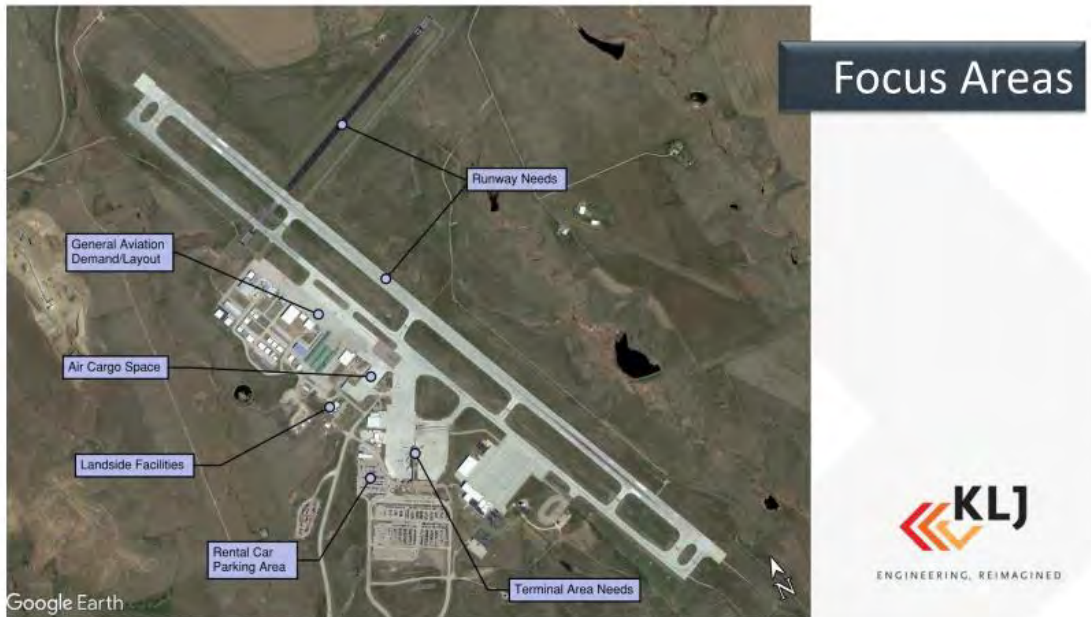 Focus Areas
Runway Needs
General Aviation
Demand/Layout
Air Cargo Space
Landside Facilities
Rental Car
Parking Area
Terminal Area Needs
N
Google Earth
KLJ
ENGINEERING, REIMAGINED